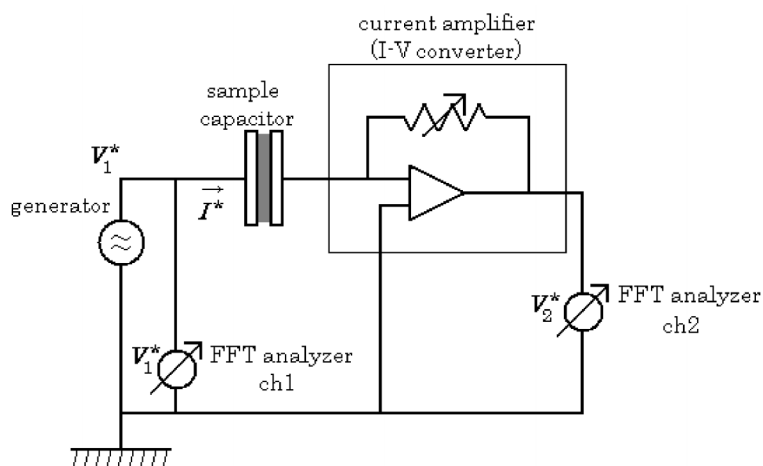 current amplifier
(I-V converter)
sample
capacitor
V₁*
generator
I*
V₁*
FFT analyzer
ch1
V₂*
FFT analyzer
ch2